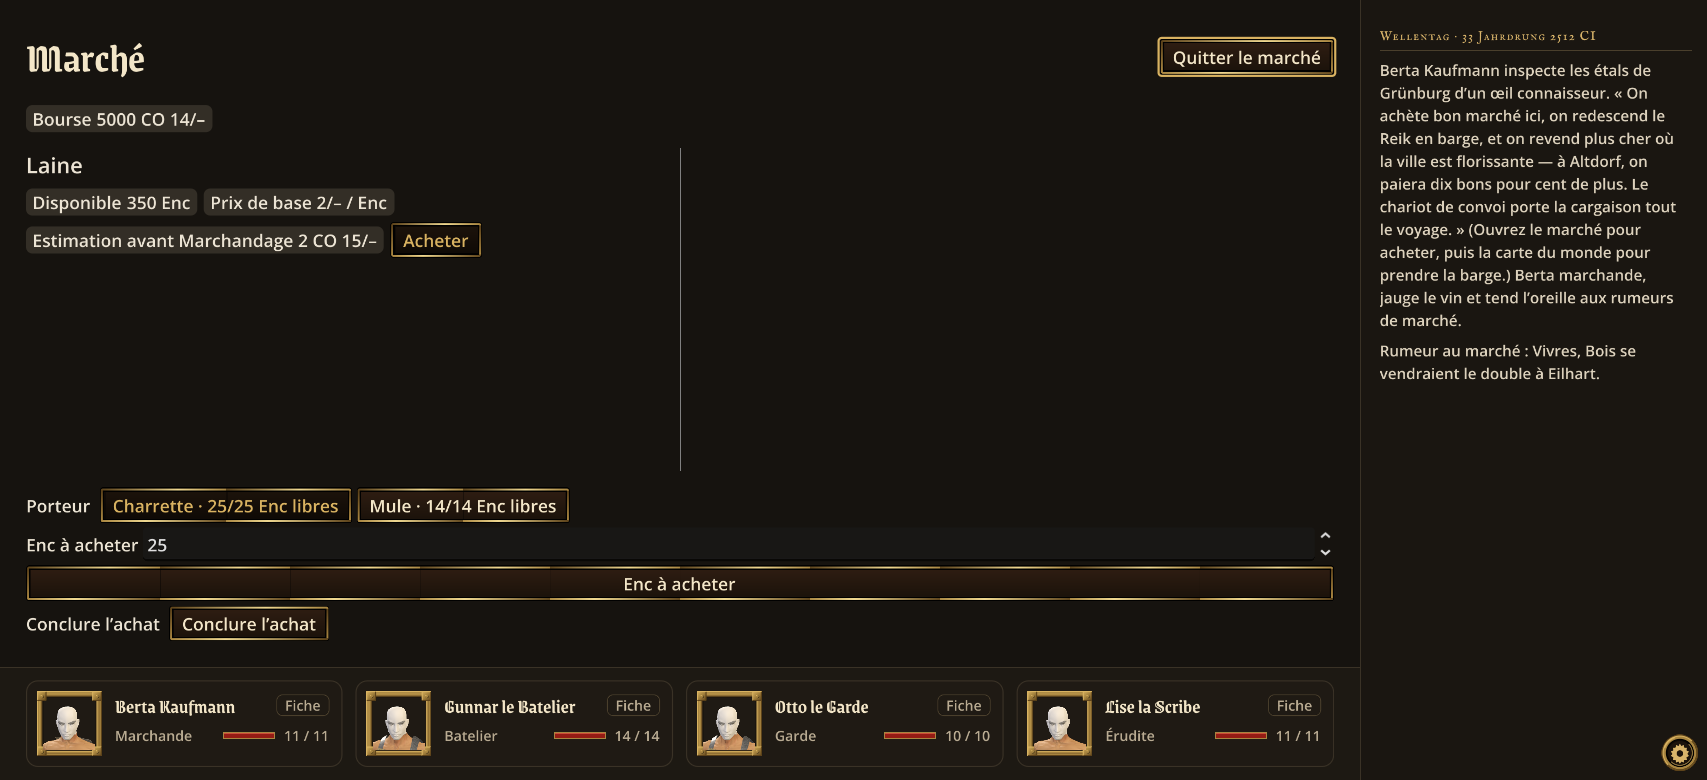 Marché
Quitter le marché
Bourse 5000 CO 14/–
Laine
Disponible 350 Enc
Prix de base 2/– / Enc
Estimation avant Marchandage 2 CO 15/–
Acheter
Porteur
Charrette · 25/25 Enc libres
Mule · 14/14 Enc libres
Enc à acheter 25
Enc à acheter
Conclure l’achat
Conclure l’achat
Berta Kaufmann
Fiche
Marchande
11 / 11
Gunnar le Batelier
Fiche
Batelier
14 / 14
Otto le Garde
Fiche
Garde
10 / 10
Lise la Scribe
Fiche
Érudite
11 / 11
Wellentag · 33 Jahrdrung 2512 CI
Berta Kaufmann inspecte les étals de
Grünburg d’un œil connaisseur. « On
achète bon marché ici, on redescend le
Reik en barge, et on revend plus cher où
la ville est florissante — à Altdorf, on
paiera dix bons pour cent de plus. Le
chariot de convoi porte la cargaison tout
le voyage. » (Ouvrez le marché pour
acheter, puis la carte du monde pour
prendre la barge.) Berta marchande,
jauge le vin et tend l’oreille aux rumeurs
de marché.
Rumeur au marché : Vivres, Bois se
vendraient le double à Eilhart.